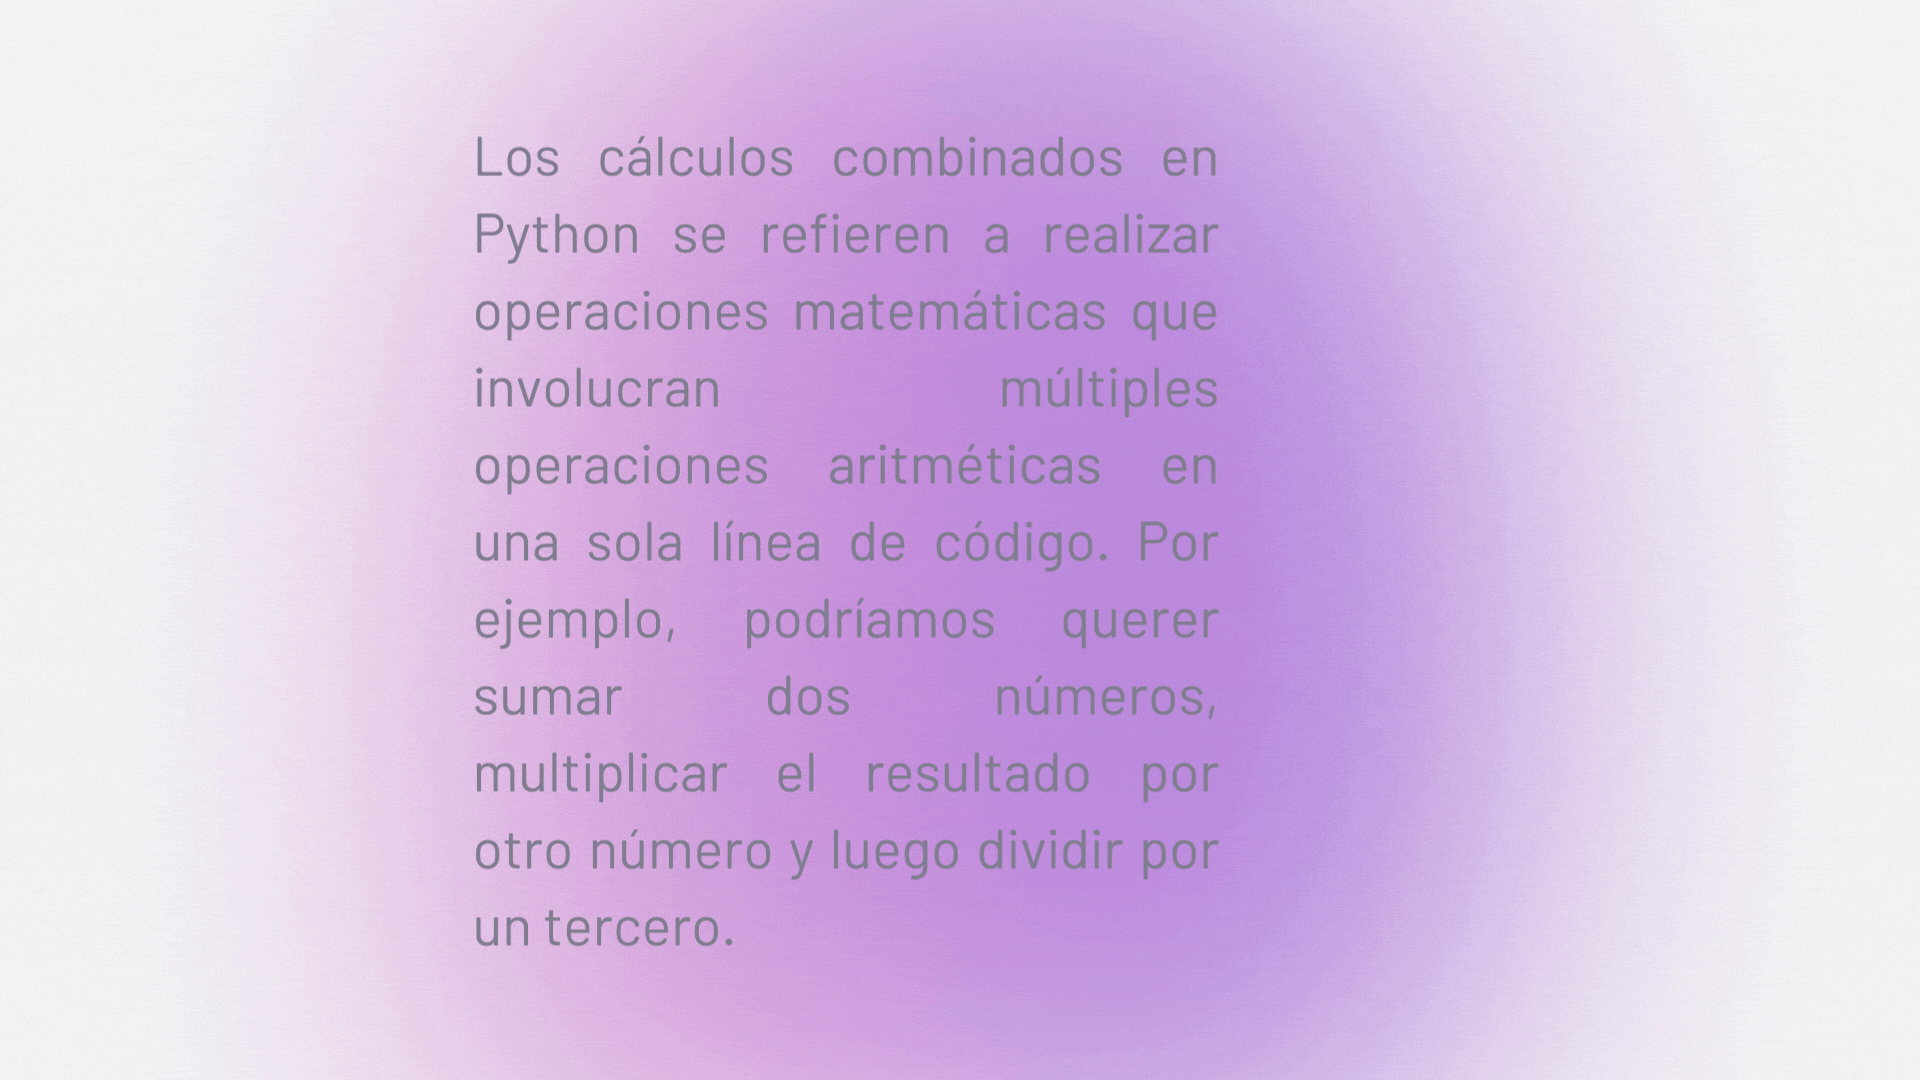 Los cálculos combinados en
Python se refieren a realizar
operaciones matemáticas que
involucran múltiples
operaciones aritméticas en
una sola línea de código. Por
ejemplo, podríamos querer
sumar dos números,
multiplicar el resultado por
otro número y luego dividir por
un tercero.